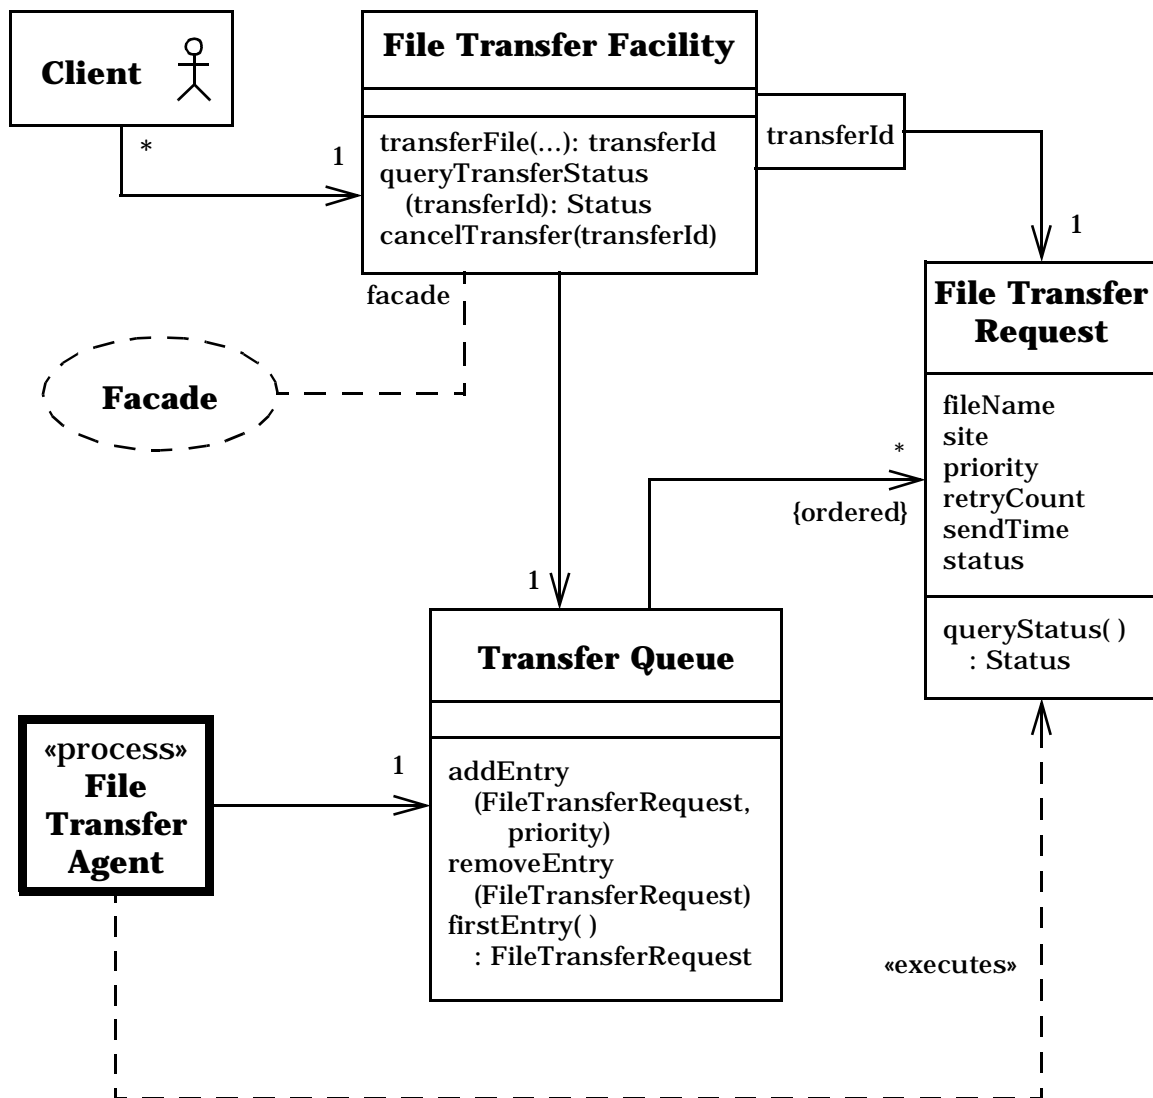 Client
*
1
File Transfer Facility
transferFile(...): transferId
queryTransferStatus
(transferId): Status
cancelTransfer(transferId)
transferId
1
facade
Facade
File Transfer
Request
fileName
site
priority
retryCount
sendTime
status
queryStatus( )
: Status
*
{ordered}
1
Transfer Queue
addEntry
(FileTransferRequest,
priority)
removeEntry
(FileTransferRequest)
firstEntry( )
: FileTransferRequest
«process»
File
Transfer
Agent
1
«executes»